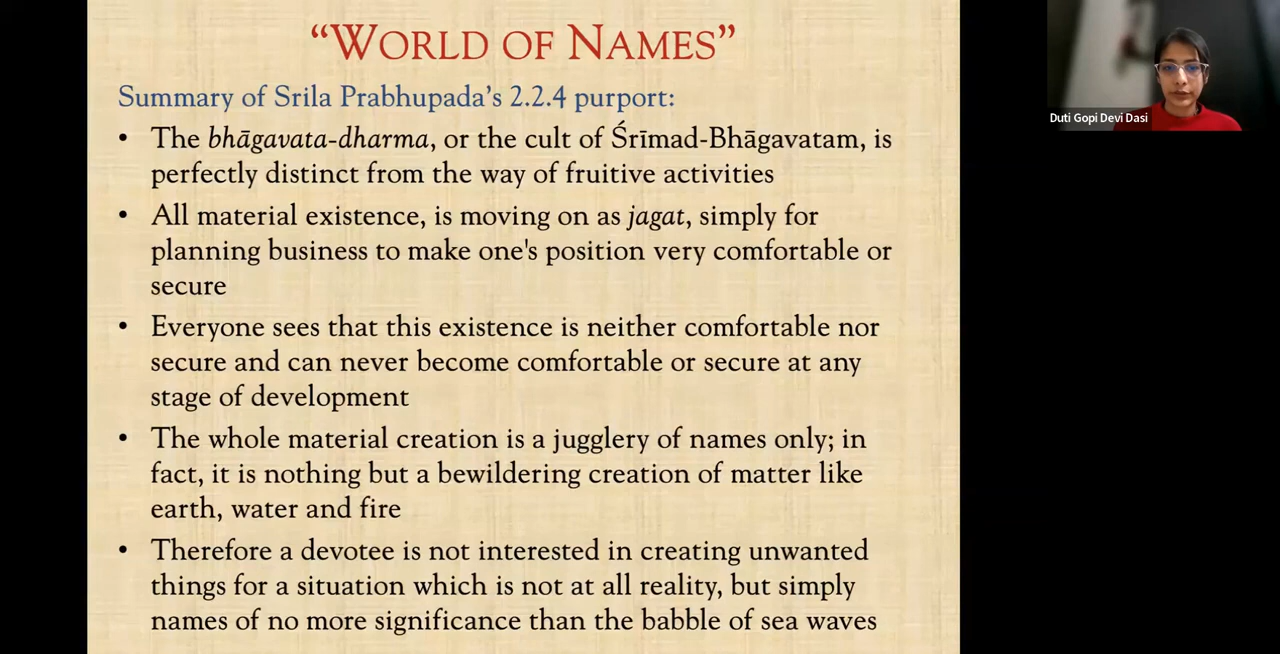 “WORLD OF NAMES”
Summary of Srila Prabhupada’s 2.2.4 purport:
• The bhāgavata-dharma, or the cult of Śrīmad-Bhāgavatam, is
perfectly distinct from the way of fruitive activities
• All material existence, is moving on as jagat, simply for
planning business to make one's position very comfortable or
secure
• Everyone sees that this existence is neither comfortable nor
secure and can never become comfortable or secure at any
stage of development
• The whole material creation is a jugglery of names only; in
fact, it is nothing but a bewildering creation of matter like
earth, water and fire
• Therefore a devotee is not interested in creating unwanted
things for a situation which is not at all reality, but simply
names of no more significance than the babble of sea waves
Duti Gopi Devi Dasi